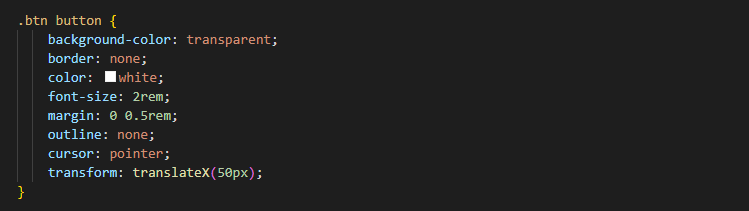 .btn button {
    background-color: transparent;
    border: none;
    color: white;
    font-size: 2rem;
    margin: 0 0.5rem;
    outline: none;
    cursor: pointer;
    transform: translateX(50px);
}